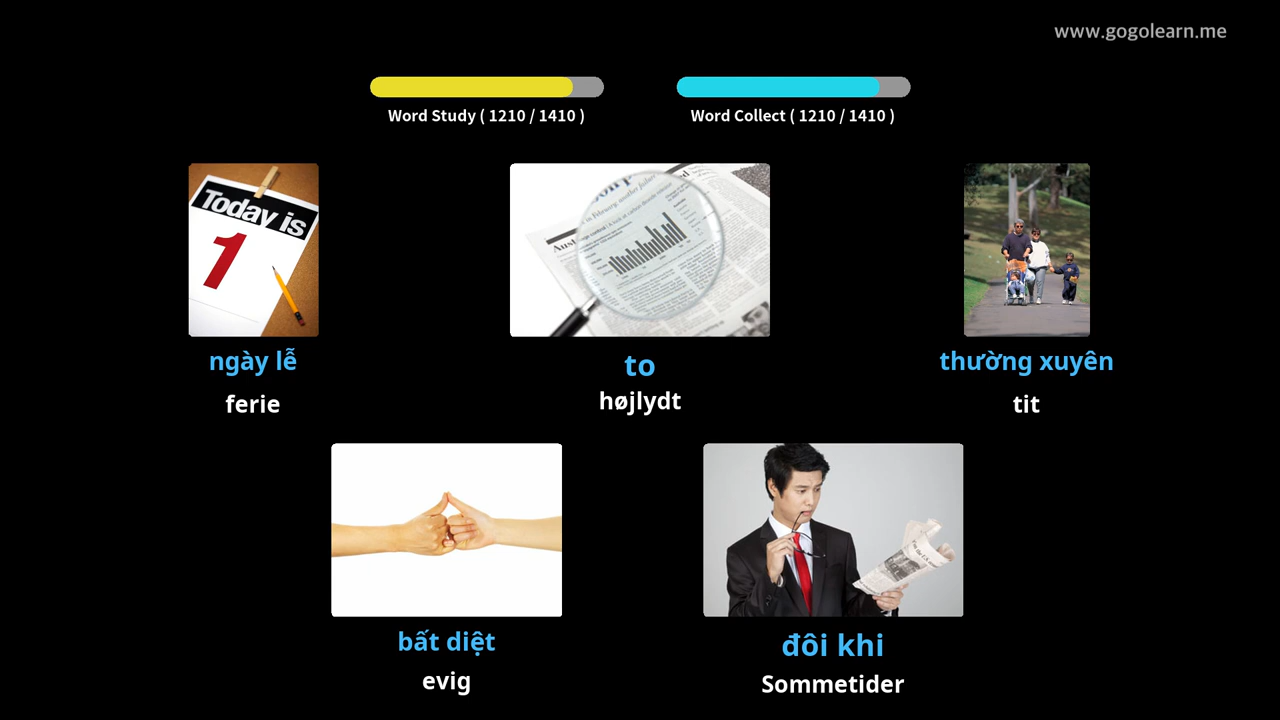 www.gogolearn.me
Word Study ( 1210 / 1410 )
Word Collect ( 1210 / 1410 )
Today is
1
ngày lễ
ferie
to
højlydt
thường xuyên
tit
bất diệt
evig
đôi khi
Sommetider